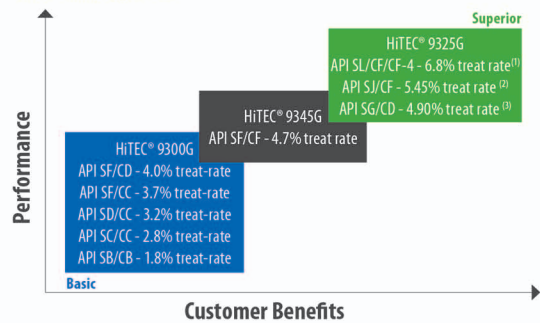 Superior
HiTEC® 9325G
API SL/CF/CF-4 - 6.8% treat rate(1)
API SJ/CF - 5.45% treat rate (2)
API SG/CD - 4.90% treat rate (3)
HiTEC® 9345G
API SF/CF - 4.7% treat rate
HiTEC® 9300G
API SF/CD - 4.0% treat-rate
API SF/CC - 3.7% treat-rate
API SD/CC - 3.2% treat-rate
API SC/CC - 2.8% treat-rate
API SB/CB - 1.8% treat-rate
Basic
Performance
Customer Benefits